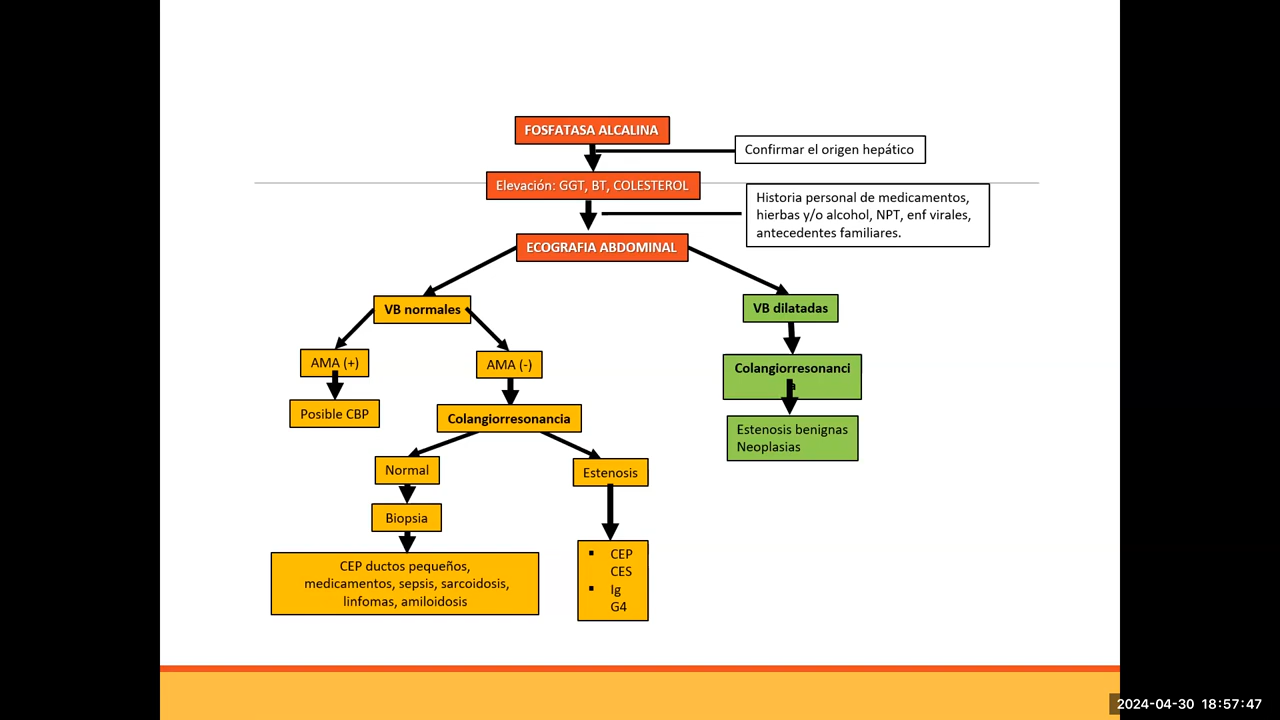 FOSFATASA ALCALINA
Confirmar el origen hepático
Elevación: GGT, BT, COLESTEROL
Historia personal de medicamentos,
hierbas y/o alcohol, NPT, enf virales,
antecedentes familiares.
ECOGRAFIA ABDOMINAL
VB normales
VB dilatadas
AMA (+)
AMA (-)
Colangiorresonanci
a
Posible CBP
Colangiorresonancia
Estenosis benignas
Neoplasias
Normal
Estenosis
Biopsia
CEP ductos pequeños,
medicamentos, sepsis, sarcoidosis,
linfomas, amiloidosis
▪ CEP
CES
▪ Ig
G4
2024-04-30 18:57:47